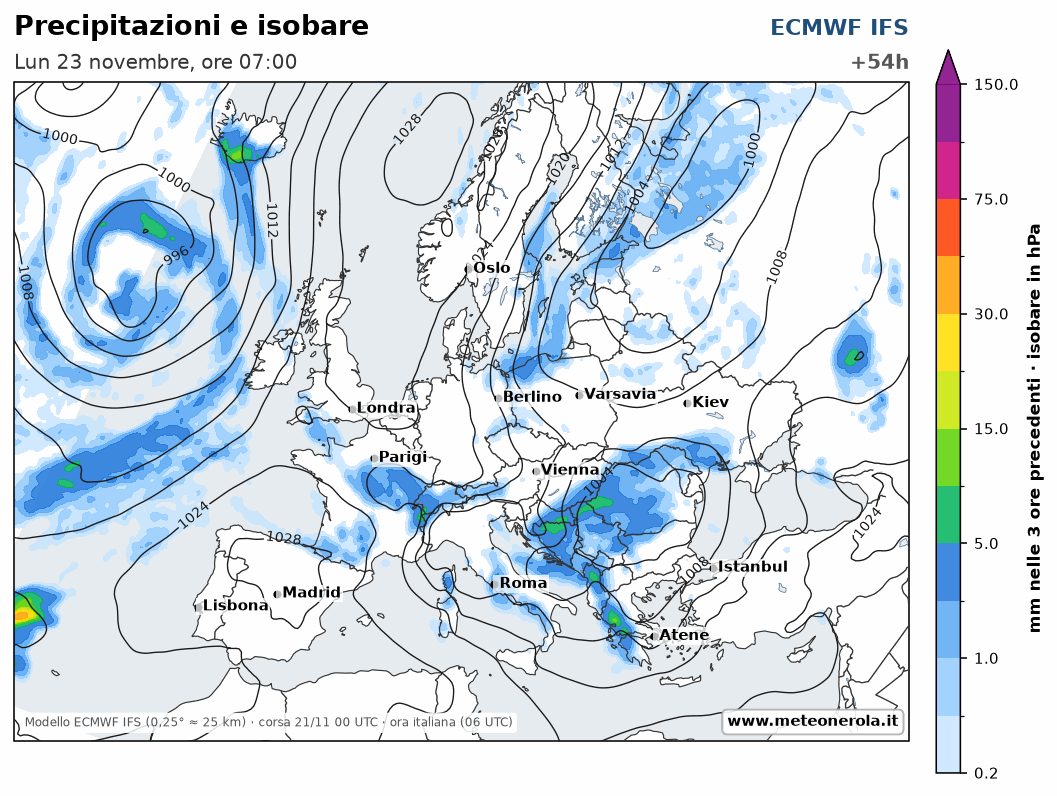 Precipitazioni e isobare
ECMWF IFS
Lun 23 novembre, ore 07:00
+54h
150.0
75.0
30.0
15.0
5.0
1.0
0.2
mm nelle 3 ore precedenti · isobare in hPa
1000
1028
1028
1020
1012
1004
1000
1000
1012
996
1008
1008
1024
Oslo
Londra
Berlino
Varsavia
Kiev
Parigi
Vienna
1024
1028
1024
1008
Istanbul
Roma
Madrid
Lisbona
Atene
Modello ECMWF IFS (0,25° ≈ 25 km) · corsa 21/11 00 UTC · ora italiana (06 UTC)
www.meteonerola.it